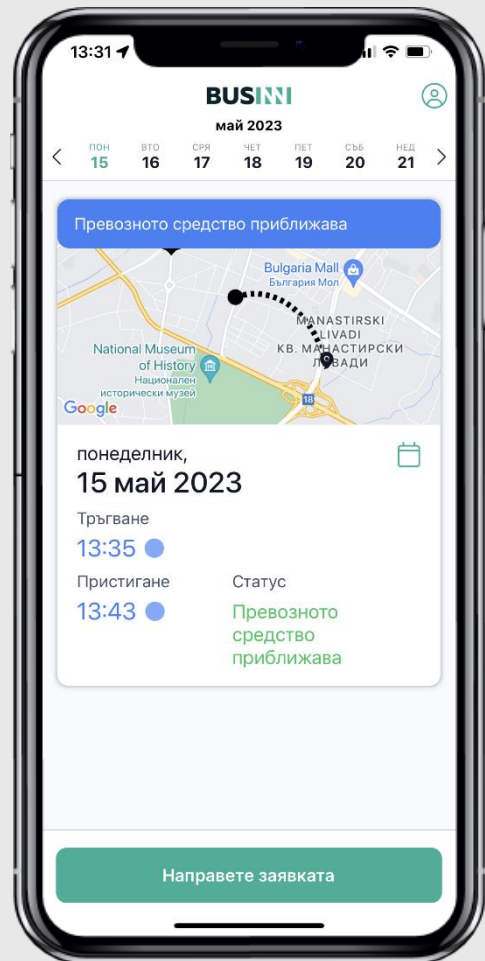 13:31
BUSINNI
май 2023
ПОН ВТО СРЯ ЧЕТ ПЕТ СЪБ НЕД
15 16 17 18 19 20 21
Превозното средство приближава
Bulgaria Mall
България Мол
MANASTIRSKI
LIVADI
КВ. МАНАСТИРСКИ
ЛИВАДИ
National Museum
of History
Национален
исторически музей
18
Google
понеделник,
15 май 2023
Тръгване
13:35
Пристигане
13:43
Статус
Превозното
средство
приближава
Направете заявката